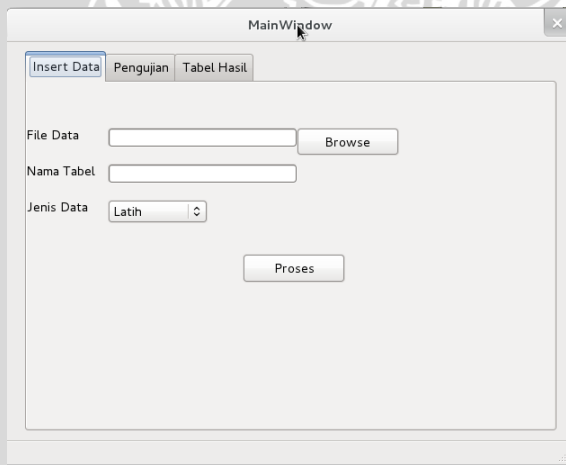 MainWindow
Insert Data Pengujian Tabel Hasil
File Data Browse
Nama Tabel
Jenis Data Latih
Proses